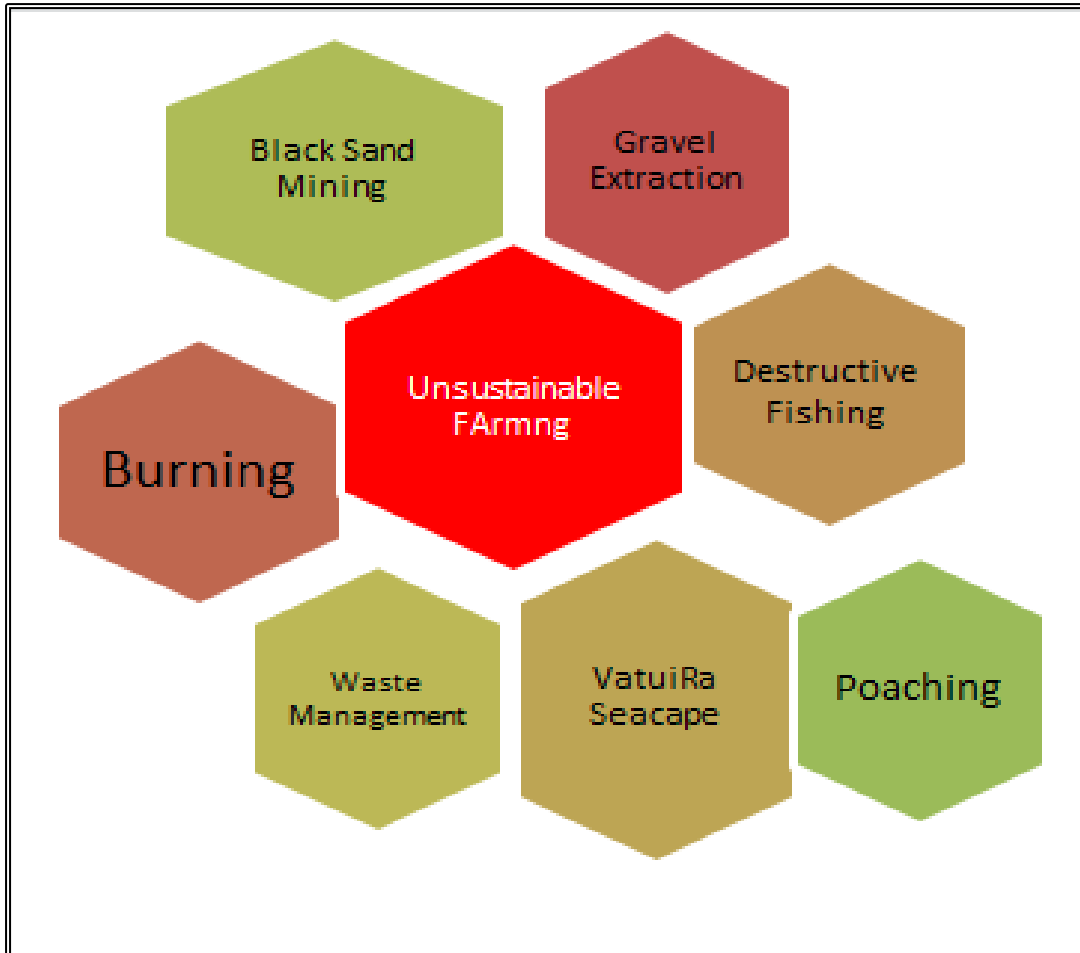 Black Sand
Mining
Gravel
Extraction
Unsustainable
FArmng
Destructive
Fishing
Burning
Waste
Management
VatuiRa
Seacape
Poaching